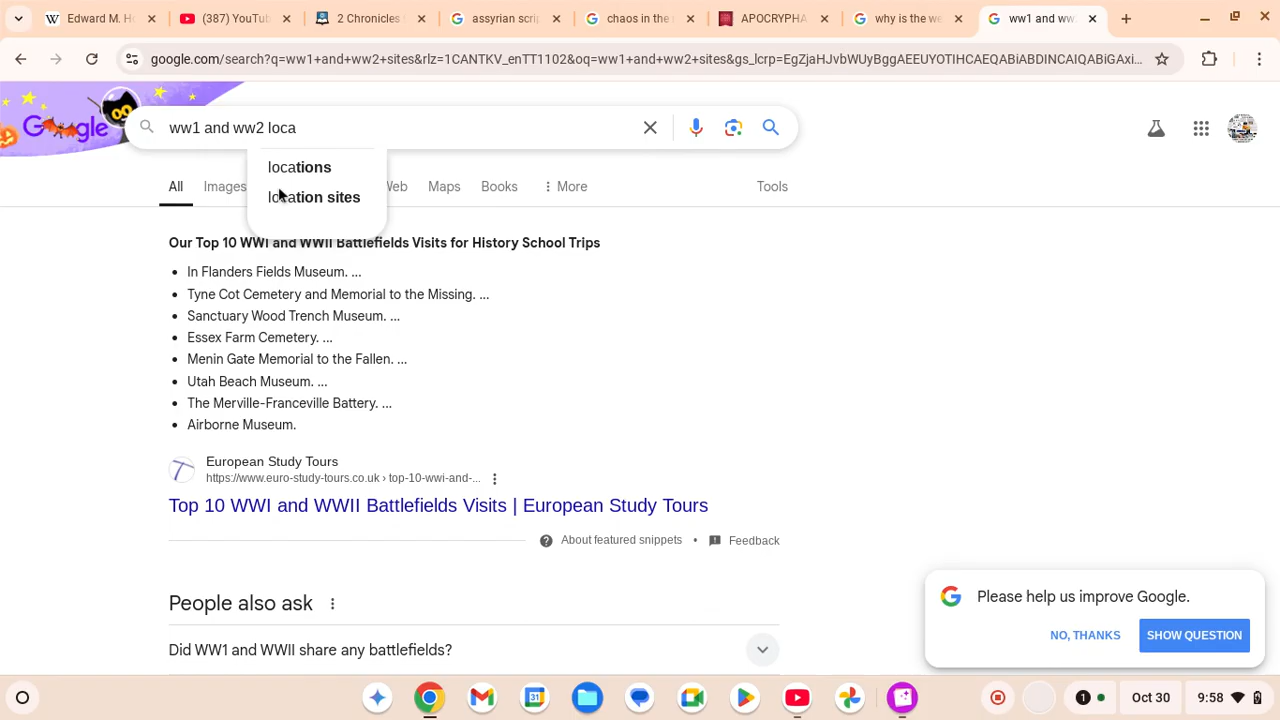 Edward M. H
(387) YouTu
2 Chronicles
assyrian scri
chaos in the
APOCRYPHA
why is the we
ww1 and ww
google.com/search?q=ww1+and+ww2+sites&rlz=1CANTKV_enTT1102&oq=ww1+and+ww2+sites&gs_lcrp=EgZjaHJvbWUyBggAEEUYOTIHCAEQABiABDINCAIQABiGAxi...
Google
ww1 and ww2 loca
locations
location sites
All Images Web Maps Books More Tools
Our Top 10 WWI and WWII Battlefields Visits for History School Trips
• In Flanders Fields Museum. ...
• Tyne Cot Cemetery and Memorial to the Missing. ...
• Sanctuary Wood Trench Museum. ...
• Essex Farm Cemetery. ...
• Menin Gate Memorial to the Fallen. ...
• Utah Beach Museum. ...
• The Merville-Franceville Battery. ...
• Airborne Museum.
European Study Tours
https://www.euro-study-tours.co.uk › top-10-wwi-and-...
Top 10 WWI and WWII Battlefields Visits | European Study Tours
About featured snippets • Feedback
People also ask
Did WW1 and WWII share any battlefields?
Please help us improve Google.
NO, THANKS SHOW QUESTION
31
1
Oct 30
9:58